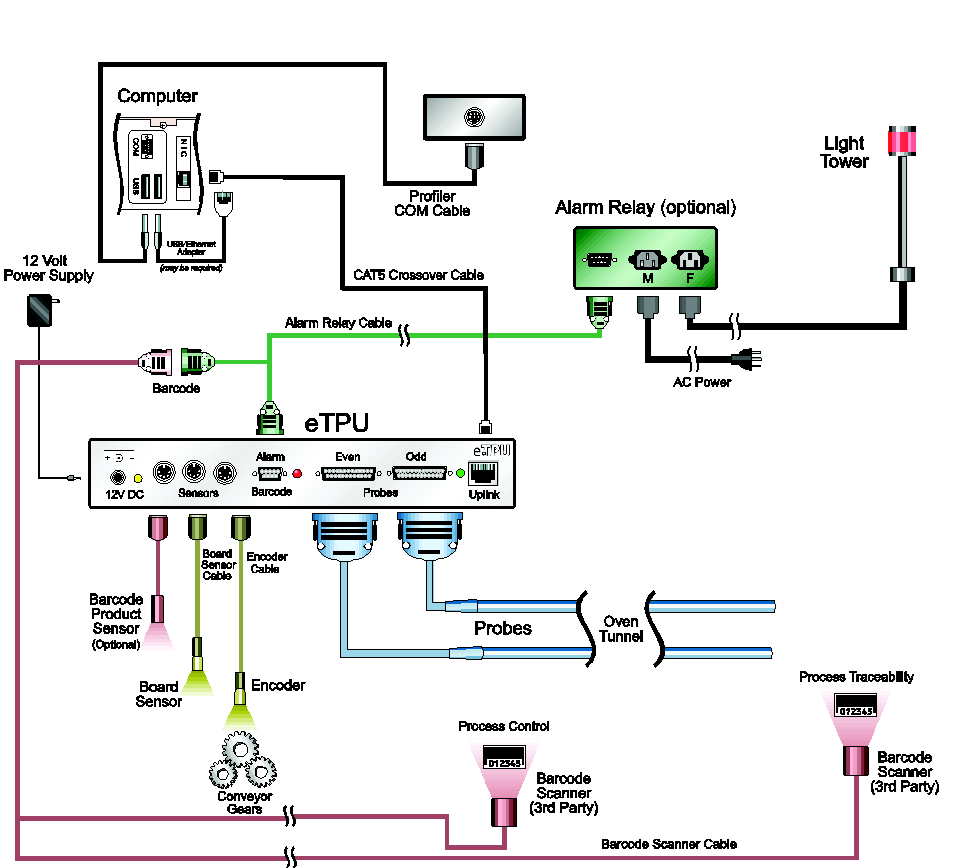 Computer
COM
NIC
USB
USB/Ethernet
Adapter
(may be required)
Profiler
COM Cable
Light
Tower
Alarm Relay (optional)
M
F
12 Volt
Power Supply
CAT5 Crossover Cable
Alarm Relay Cable
AC Power
Barcode
eTPU
eTPU
+ -
12V DC
Sensors
Alarm
Barcode
Even
Odd
Probes
Uplink
Board
Sensor
Cable
Encoder
Cable
Barcode
Product
Sensor
(Optional)
Board
Sensor
Encoder
Conveyor
Gears
Probes
Oven
Tunnel
Process Traceability
072345
Barcode
Scanner
(3rd Party)
Process Control
012345
Barcode
Scanner
(3rd Party)
Barcode Scanner Cable